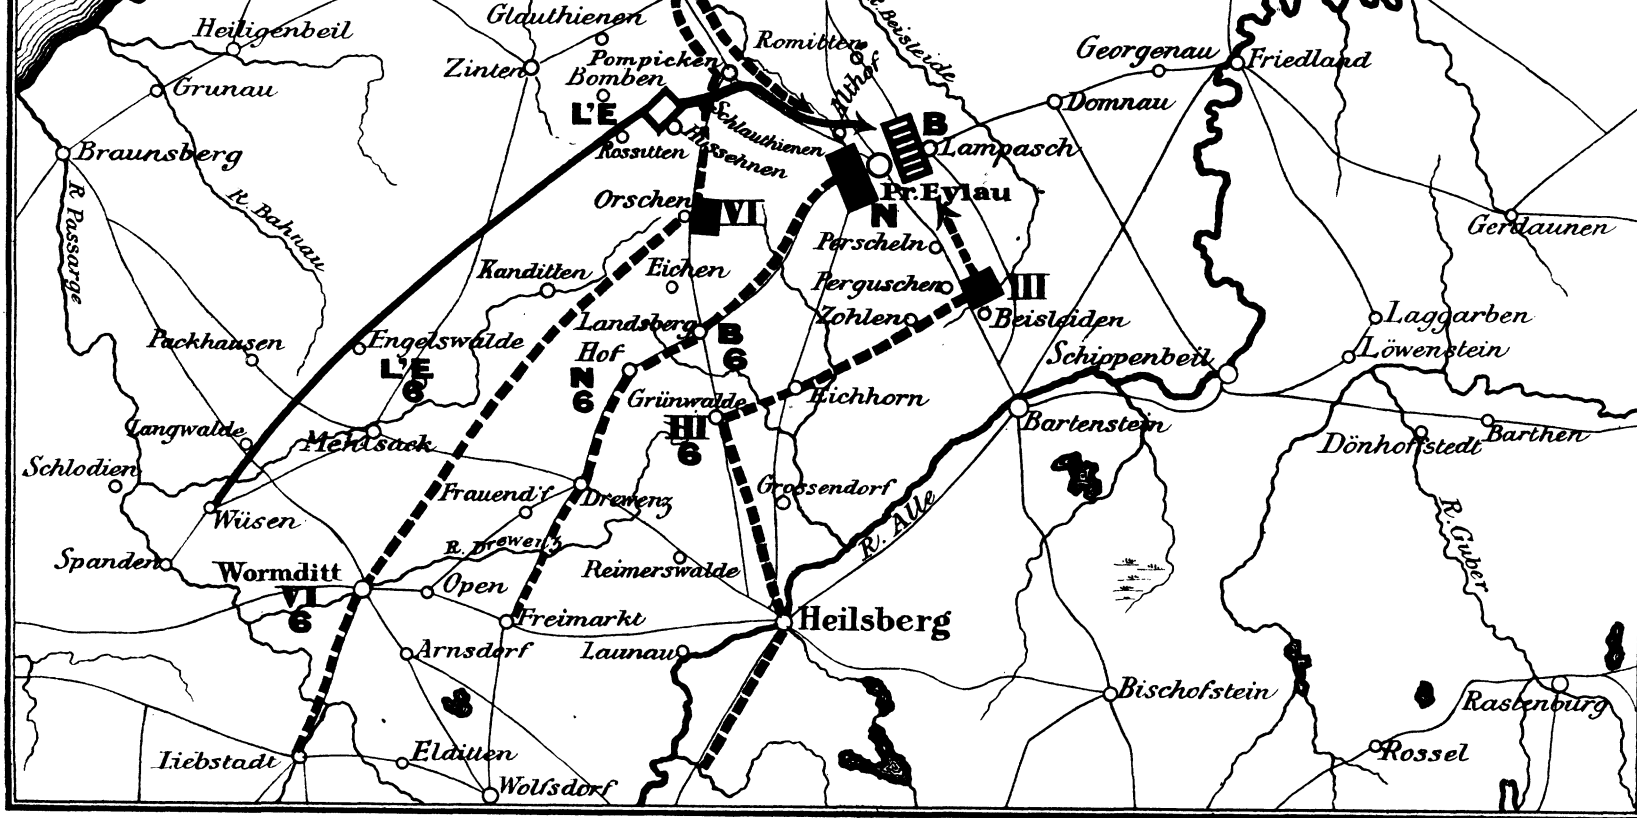 Glauthienen
R. Beisleide
Heiligenbeil
Romitten
Georgenau
Friedland
Zinten
Pompicken
Bomben
Althof
Grunau
Domnau
L'E
B
Schlauthienen
Hussehnen
Rossitten
Lampasch
Braunsberg
Pr. Eylau
R. Passarge
R. Bahnau
Orschen
VI
N
Gerdaunen
Perscheln
Kanditten
Eichen
Perguschen
III
Zohlen
Beisleiden
Laggarben
Landsberg
B
6
Packhausen
Engelswalde
Hof
Schippenbeil
Löwenstein
L'E
6
N
6
Grünwalde
Eichhorn
III
6
Bartenstein
Langwalde
Mehlsack
Dönhoffstedt
Barthen
Schlodien
Frauend'f
Drewenz
Grossendorf
Wüsen
R. Alle
R. Guber
R. Drewenz
Spanden
Wormditt
VI
6
Open
Reimerswalde
Freimarkt
Heilsberg
Arnsdorf
Launau
Bischofstein
Rastenburg
Liebstadt
Elditten
Rossel
Wolfsdorf